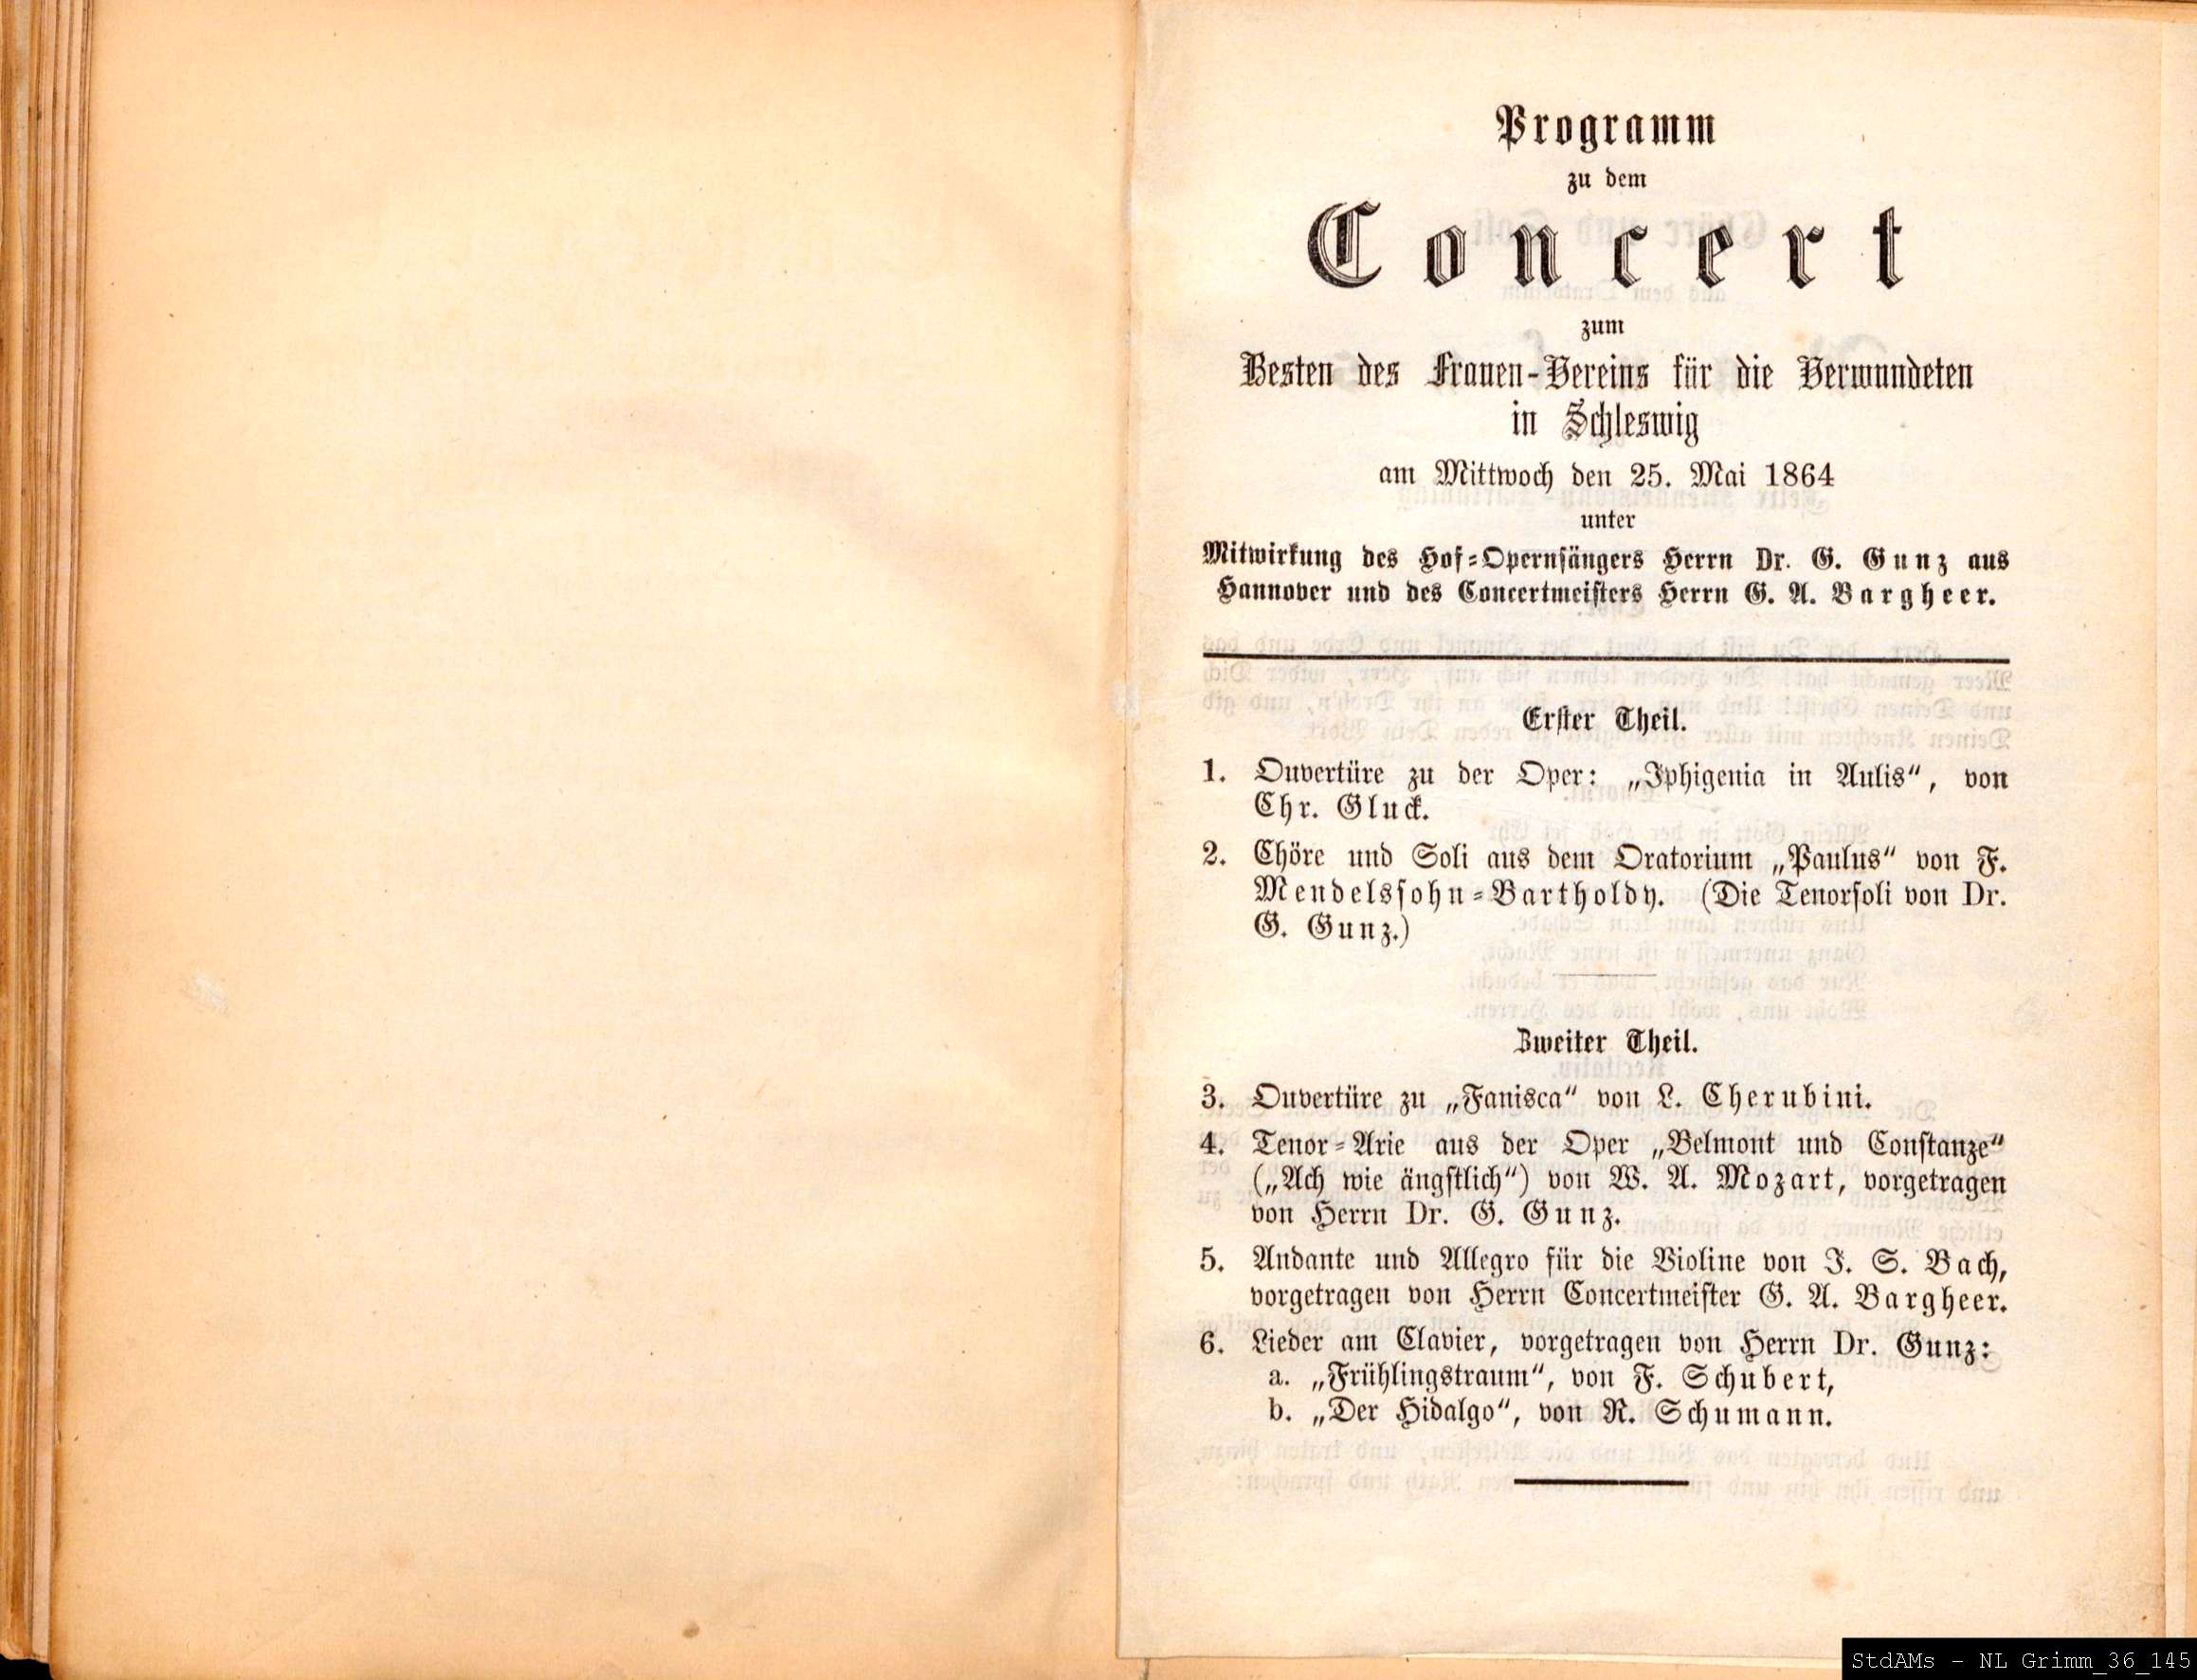 Programm
zu dem
Concert
zum
Besten des Frauen-Vereins für die Verwundeten
in Schleswig
am Mittwoch den 25. Mai 1864
unter
Mitwirkung des Hof-Opernsängers Herrn Dr. G. Gunz aus
Hannover und des Concertmeisters Herrn G. A. Bargheer.
Erster Theil.
1. Ouvertüre zu der Oper: „Iphigenia in Aulis“, von
Chr. Gluck.
2. Chöre und Soli aus dem Oratorium „Paulus“ von F.
Mendelssohn-Bartholdy. (Die Tenorsoli von Dr.
G. Gunz.)
Zweiter Theil.
3. Ouvertüre zu „Fanisca“ von L. Cherubini.
4. Tenor-Arie aus der Oper „Belmont und Constanze“
(„Ach wie ängstlich“) von W. A. Mozart, vorgetragen
von Herrn Dr. G. Gunz.
5. Andante und Allegro für die Violine von J. S. Bach,
vorgetragen von Herrn Concertmeister G. A. Bargheer.
6. Lieder am Clavier, vorgetragen von Herrn Dr. Gunz:
a. „Frühlingstraum“, von F. Schubert,
b. „Der Hidalgo“, von R. Schumann.
StdAMs - NL Grimm_36_145